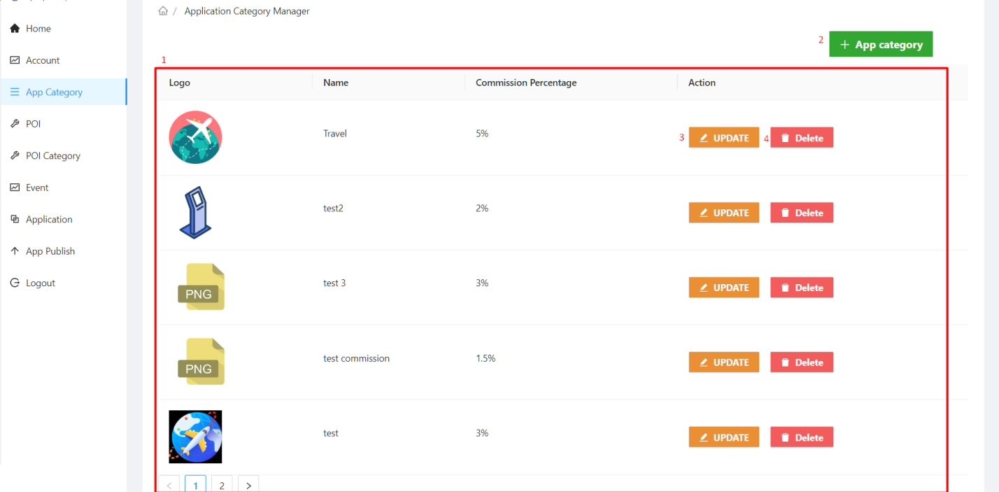 / Application Category Manager
Home
Account
App Category
POI
POI Category
Event
Application
App Publish
Logout
2
+ App category
1
Logo Name Commission Percentage Action
Travel 5% 3 UPDATE 4 Delete
test2 2% UPDATE Delete
PNG test 3 3% UPDATE Delete
PNG test commission 1.5% UPDATE Delete
test 3% UPDATE Delete
< 1 2 >